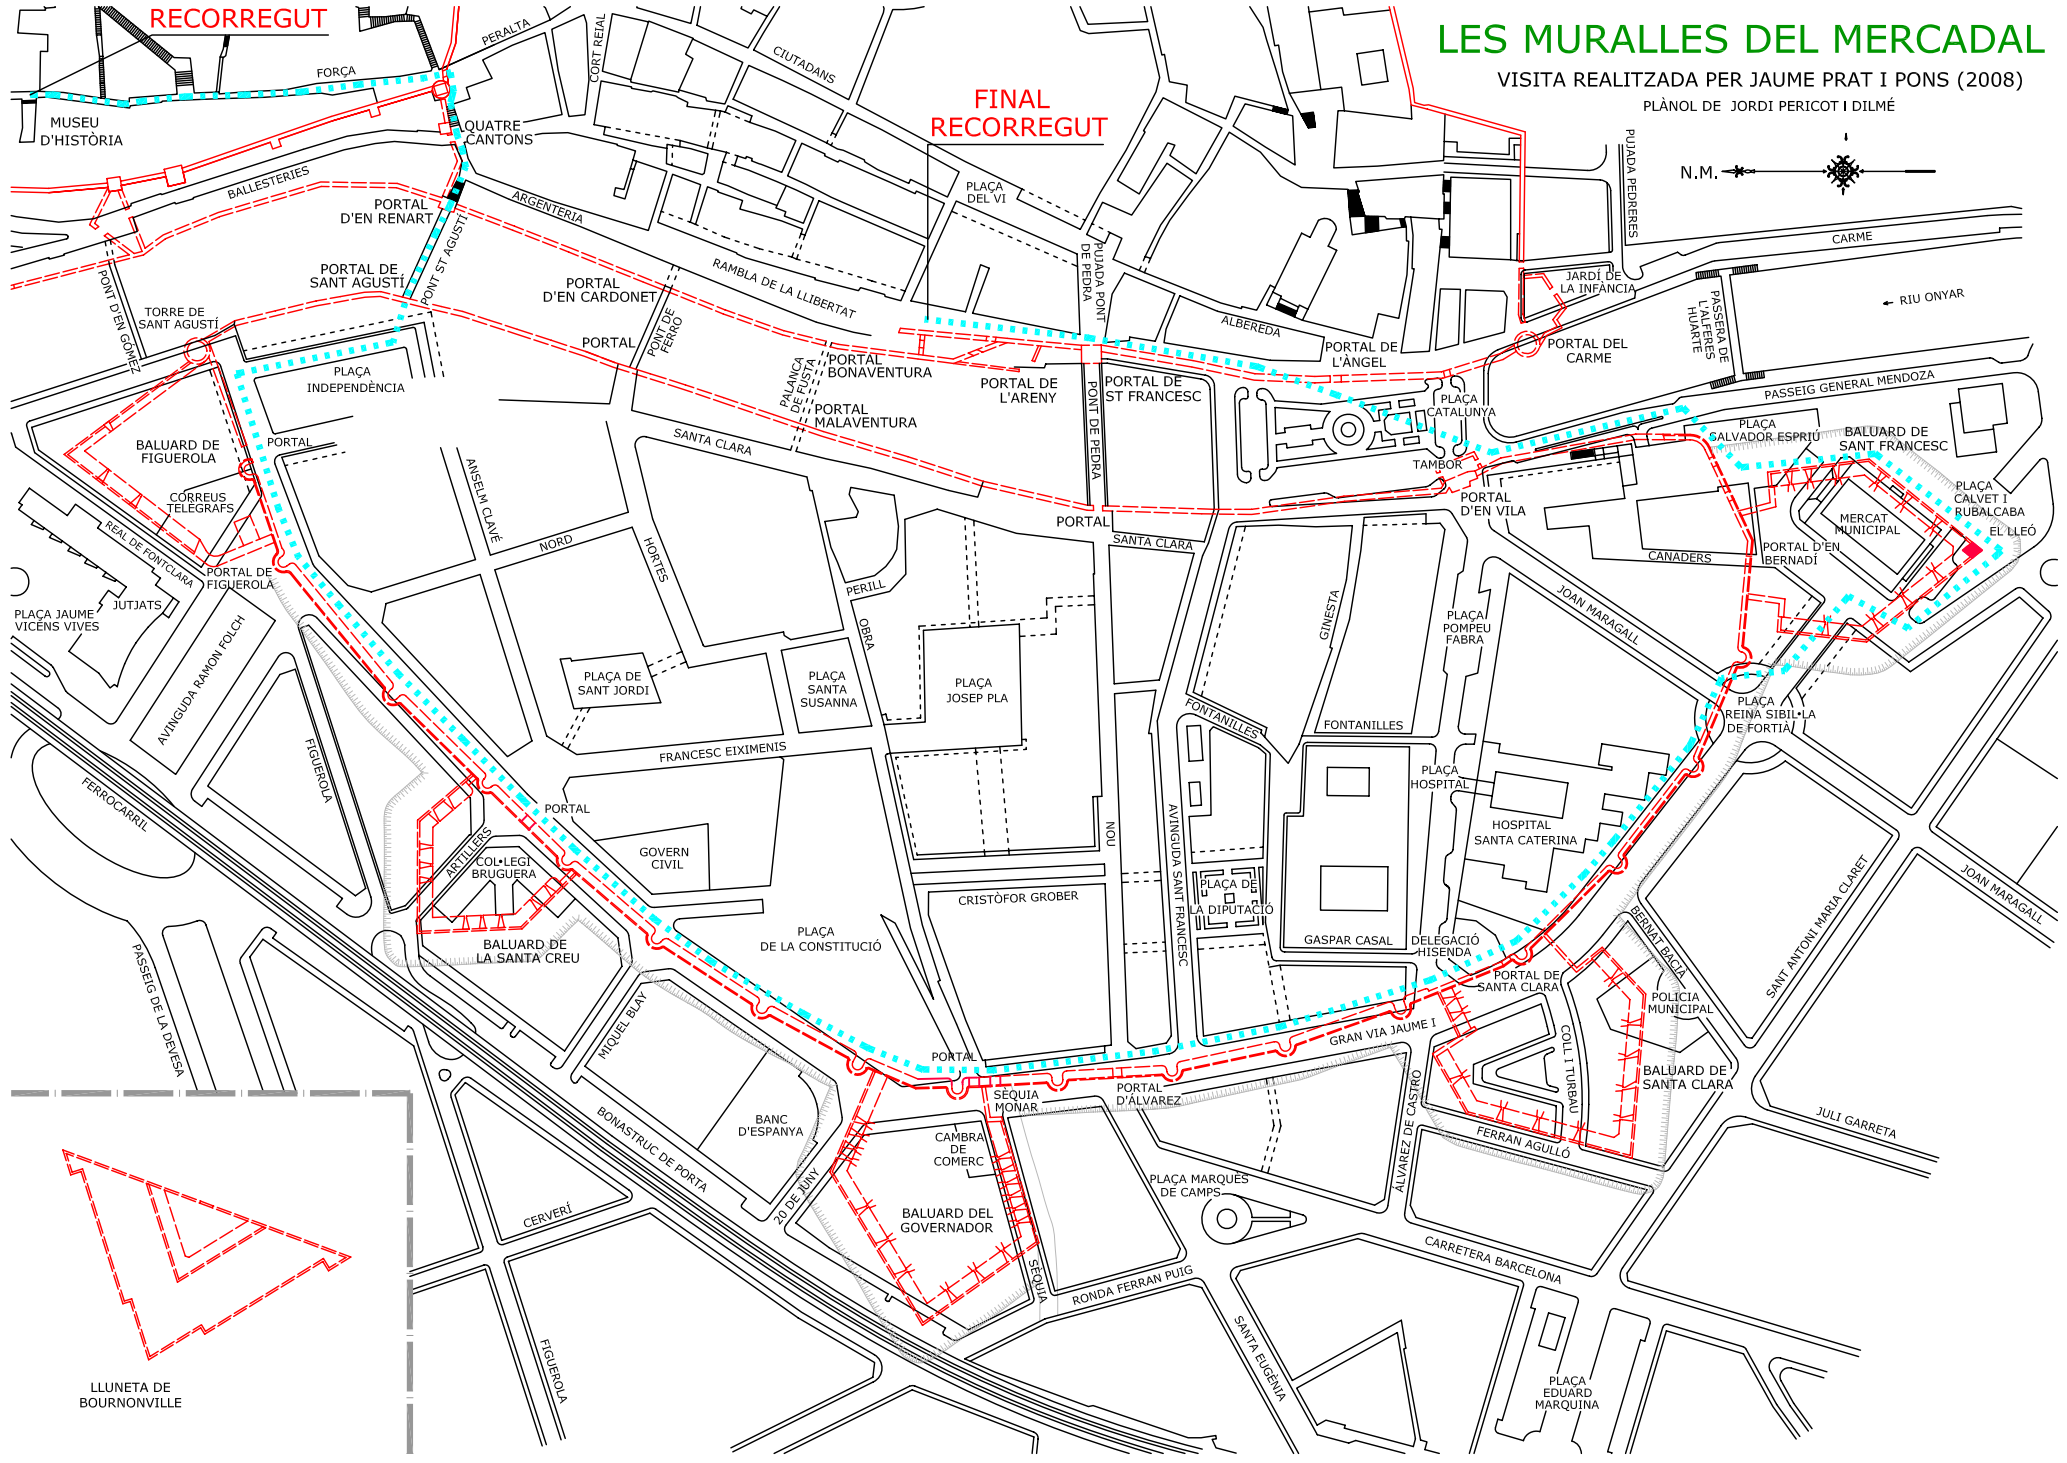 RECORREGUT
LES MURALLES DEL MERCADAL
VISITA REALITZADA PER JAUME PRAT I PONS (2008)
PLÀNOL DE JORDI PERICOT I DILMÉ
N.M.
FINAL
RECORREGUT
PERALTA
CORT REIAL
CIUTADANS
FORÇA
MUSEU
D'HISTÒRIA
QUATRE
CANTONS
BALLESTERIES
PORTAL
D'EN RENART
ARGENTERIA
PLAÇA
DEL VI
PUJADA PEDRERES
CARME
PONT ST AGUSTÍ
PORTAL DE
SANT AGUSTÍ
PONT D'EN GÓMEZ
TORRE DE
SANT AGUSTÍ
PORTAL
D'EN CARDONET
RAMBLA DE LA LLIBERTAT
PUJADA PONT
DE PEDRA
JARDÍ DE
LA INFÀNCIA
PASSERA DE
L'ALFERES
HUARTE
RIU ONYAR
ALBEREDA
PORTAL
PONT DE
FERRO
PALANCA
DE FUSTA
PORTAL
BONAVENTURA
PORTAL DE
L'ARENY
PORTAL DE
ST FRANCESC
PORTAL DE
L'ÀNGEL
PORTAL DEL
CARME
PLAÇA
INDEPENDÈNCIA
PONT DE PEDRA
PLAÇA
CATALUNYA
PASSEIG GENERAL MENDOZA
PORTAL
MALAVENTURA
SANTA CLARA
BALUARD DE
FIGUEROLA
PORTAL
PLAÇA
SALVADOR ESPRIÚ
BALUARD DE
SANT FRANCESC
TAMBOR
ANSELM CLAVÉ
CORREUS
TELÈGRAFS
PORTAL
D'EN VILA
PLAÇA
CALVET I
RUBALCABA
EL LLEÓ
MERCAT
MUNICIPAL
REAL DE FONTCLARA
PORTAL
SANTA CLARA
NORD
HORTES
CANADERS
PORTAL D'EN
BERNADÍ
PORTAL DE
FIGUEROLA
JUTJATS
PLAÇA JAUME
VICENS VIVES
PERILL
OBRA
GINESTA
PLAÇA
POMPEU
FABRA
JOAN MARAGALL
AVINGUDA RAMON FOLCH
PLAÇA DE
SANT JORDI
PLAÇA
SANTA
SUSANNA
PLAÇA
JOSEP PLA
FONTANILLES
FONTANILLES
PLAÇA
REINA SIBIL•LA
DE FORTIÀ
FRANCESC EIXIMENIS
FIGUEROLA
FERROCARRIL
PLAÇA
HOSPITAL
HOSPITAL
SANTA CATERINA
PORTAL
ARTILLERS
COL•LEGI
BRUGUERA
GOVERN
CIVIL
NOU
AVINGUDA SANT FRANCESC
CRISTÒFOR GROBER
PLAÇA DE
LA DIPUTACIÓ
GASPAR CASAL
DELEGACIÓ
HISENDA
BERNAT BACIÀ
SANT ANTONI MARIA CLARET
JOAN MARAGALL
BALUARD DE
LA SANTA CREU
PLAÇA
DE LA CONSTITUCIÓ
PORTAL DE
SANTA CLARA
POLICIA
MUNICIPAL
PASSEIG DE LA DEVESA
MIQUEL BLAY
PORTAL
GRAN VIA JAUME I
COLL I TURBAU
BALUARD DE
SANTA CLARA
SÈQUIA
MONAR
PORTAL
D'ÁLVAREZ
ÀLVAREZ DE CASTRO
JULI GARRETA
BANC
D'ESPANYA
BONASTRUC DE PORTA
CAMBRA
DE
COMERC
FERRAN AGULLÓ
20 DE JUNY
PLAÇA MARQUÈS
DE CAMPS
CERVERÍ
BALUARD DEL
GOVERNADOR
CARRETERA BARCELONA
SÈQUIA
RONDA FERRAN PUIG
FIGUEROLA
SANTA EUGÈNIA
PLAÇA
EDUARD
MARQUINA
LLUNETA DE
BOURNONVILLE